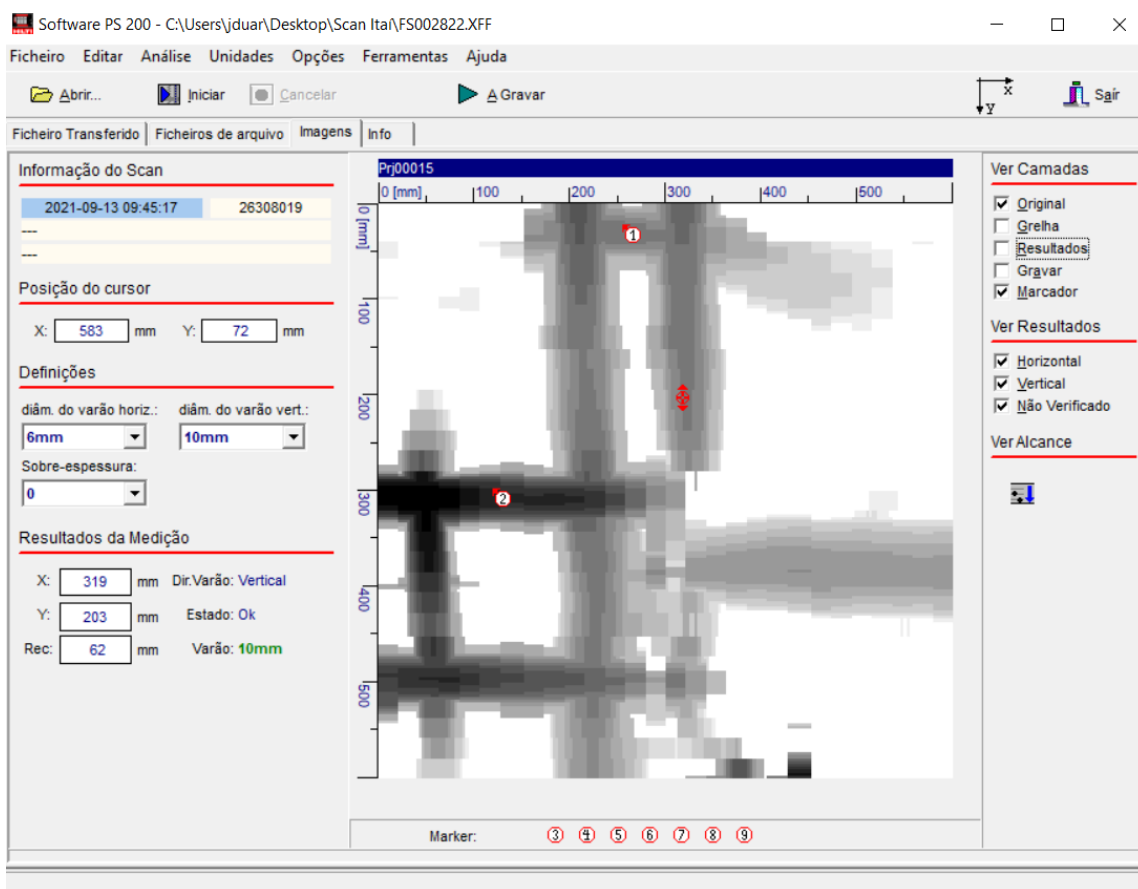 Software PS 200 - C:\Users\jduar\Desktop\Scan Itaí\FS002822.XFF
Ficheiro Editar Análise Unidades Opções Ferramentas Ajuda
Abrir... Iniciar Cancelar A Gravar X Y Saír
Ficheiro Transferido Ficheiros de arquivo Imagens Info
Informação do Scan
2021-09-13 09:45:17 26308019
---
---
Posição do cursor
X: 583 mm Y: 72 mm
Definições
diâm. do varão horiz.: diâm. do varão vert.:
6mm 10mm
Sobre-espessura:
0
Resultados da Medição
X: 319 mm Dir.Varão: Vertical
Y: 203 mm Estado: Ok
Rec: 62 mm Varão: 10mm
Prj00015
0 [mm] 100 200 300 400 500
0 [mm] 100 200 300 400 500
1
2
Marker: 3 4 5 6 7 8 9
Ver Camadas
Original
Grelha
Resultados
Gravar
Marcador
Ver Resultados
Horizontal
Vertical
Não Verificado
Ver Alcance